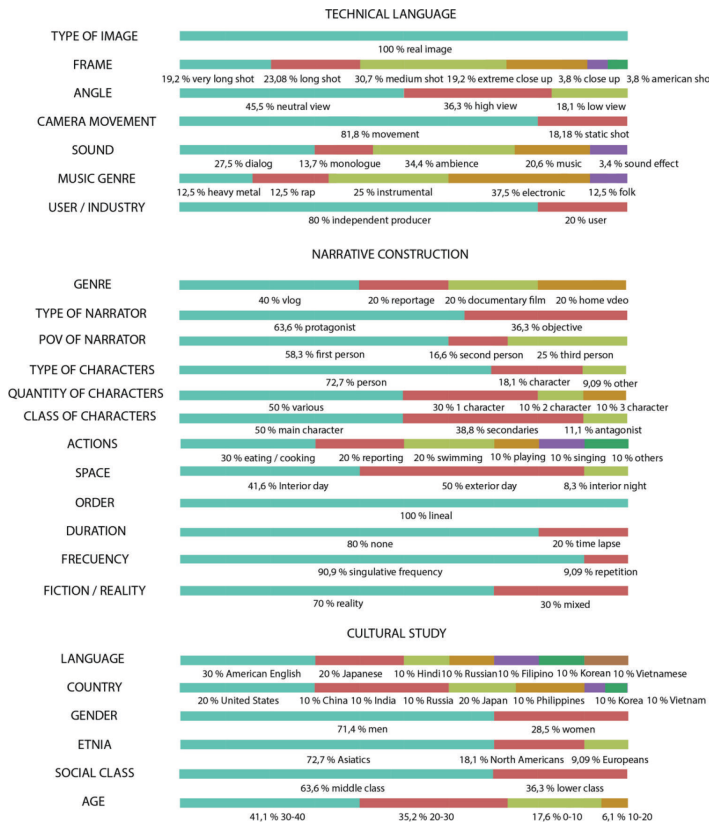 TECHNICAL LANGUAGE
TYPE OF IMAGE
100 % real image
FRAME
19,2 % very long shot 23,08 % long shot 30,7 % medium shot 19,2 % extreme close up 3,8 % close up 3,8 % american sho
ANGLE
45,5 % neutral view 36,3 % high view 18,1 % low view
CAMERA MOVEMENT
81,8 % movement 18,18 % static shot
SOUND
27,5 % dialog 13,7 % monologue 34,4 % ambience 20,6 % music 3,4 % sound effect
MUSIC GENRE
12,5 % heavy metal 12,5 % rap 25 % instrumental 37,5 % electronic 12,5 % folk
USER / INDUSTRY
80 % independent producer 20 % user
NARRATIVE CONSTRUCTION
GENRE
40 % vlog 20 % reportage 20 % documentary film 20 % home vdeo
TYPE OF NARRATOR
63,6 % protagonist 36,3 % objective
POV OF NARRATOR
58,3 % first person 16,6 % second person 25 % third person
TYPE OF CHARACTERS
72,7 % person 18,1 % character 9,09 % other
QUANTITY OF CHARACTERS
50 % various 30 % 1 character 10 % 2 character 10 % 3 character
CLASS OF CHARACTERS
50 % main character 38,8 % secondaries 11,1 % antagonist
ACTIONS
30 % eating / cooking 20 % reporting 20 % swimming 10 % playing 10 % singing 10 % others
SPACE
41,6 % Interior day 50 % exterior day 8,3 % interior night
ORDER
100 % lineal
DURATION
80 % none 20 % time lapse
FRECUENCY
90,9 % singulative frequency 9,09 % repetition
FICTION / REALITY
70 % reality 30 % mixed
CULTURAL STUDY
LANGUAGE
30 % American English 20 % Japanese 10 % Hindi 10 % Russian 10 % Filipino 10 % Korean 10 % Vietnamese
COUNTRY
20 % United States 10 % China 10 % India 10 % Russia 20 % Japan 10 % Philippines 10 % Korea 10 % Vietnam
GENDER
71,4 % men 28,5 % women
ETNIA
72,7 % Asiatics 18,1 % North Americans 9,09 % Europeans
SOCIAL CLASS
63,6 % middle class 36,3 % lower class
AGE
41,1 % 30-40 35,2 % 20-30 17,6 % 0-10 6,1 % 10-20